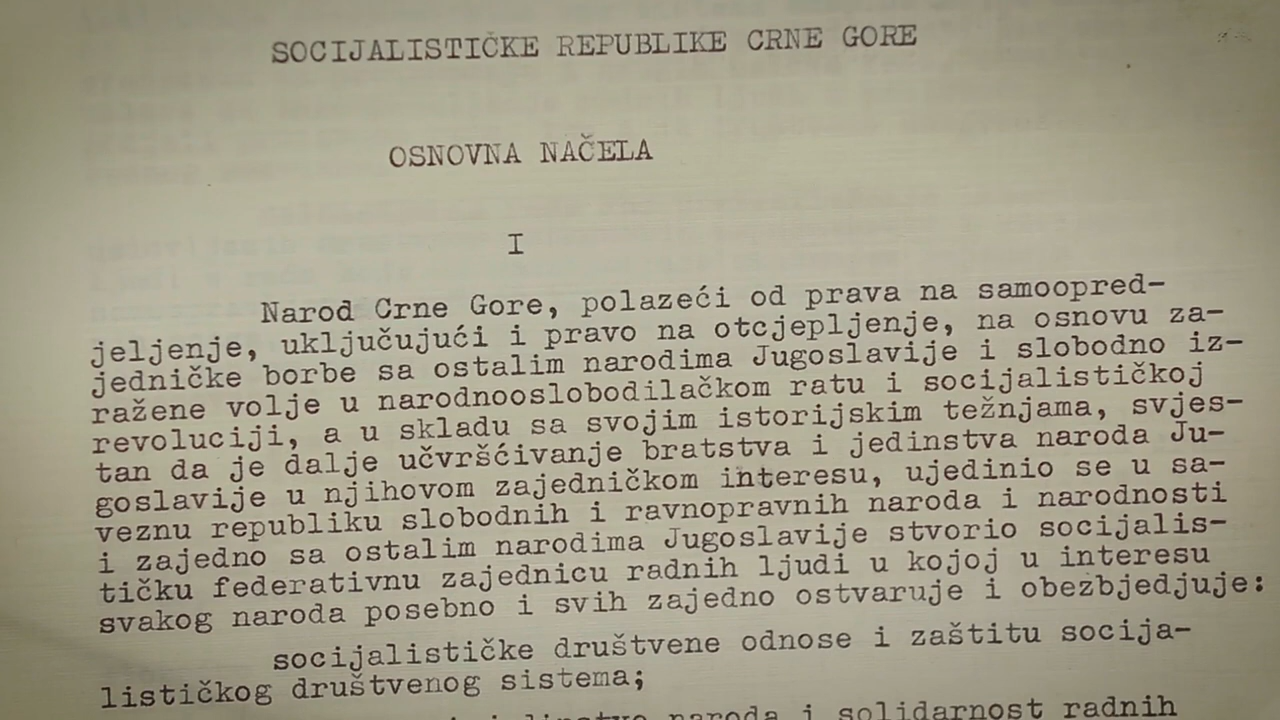 SOCIJALISTIČKE REPUBLIKE CRNE GORE
OSNOVNA NAČELA
I
Narod Crne Gore, polazeći od prava na samoopred-
jeljenje, uključujući i pravo na otcjepljenje, na osnovu za-
jedničke borbe sa ostalim narodima Jugoslavije i slobodno iz-
ražene volje u narodnooslobodilačkom ratu i socijalističkoj
revoluciji, a u skladu sa svojim istorijskim težnjama, svjes-
tan da je dalje učvršćivanje bratstva i jedinstva naroda Ju-
goslavije u njihovom zajedničkom interesu, ujedinio se u sa-
veznu republiku slobodnih i ravnopravnih naroda i narodnosti
i zajedno sa ostalim narodima Jugoslavije stvorio socijalis-
tičku federativnu zajednicu radnih ljudi u kojoj u interesu
svakog naroda posebno i svih zajedno ostvaruje i obezbjedjuje:
socijalističke društvene odnose i zaštitu socija-
lističkog društvenog sistema;
naroda i solidarnost radnih